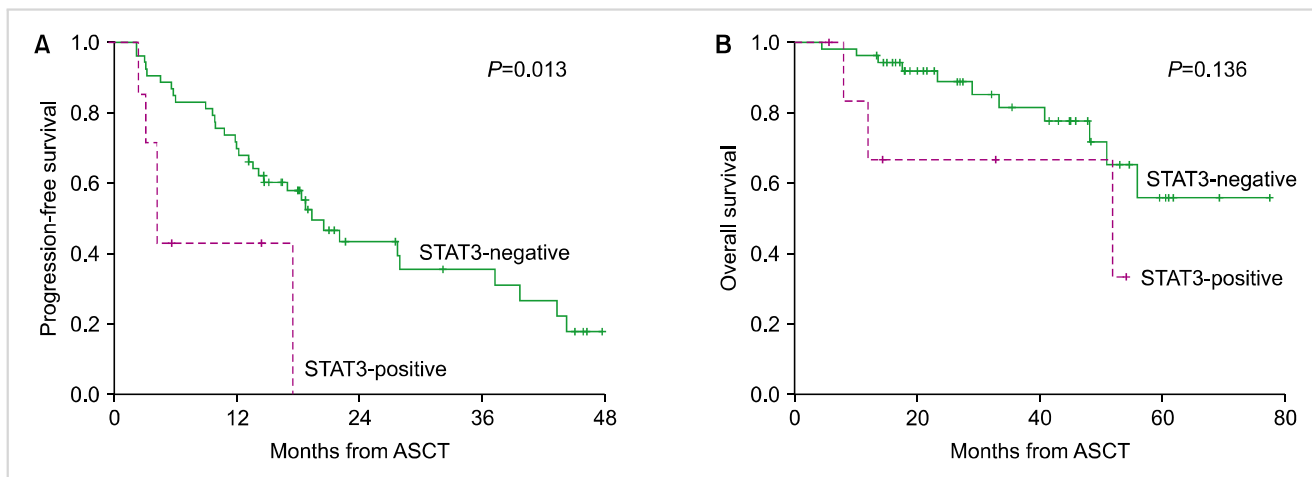 A
P=0.013
Progression-free survival
1.0
0.8
0.6
0.4
0.2
0.0
STAT3-negative
STAT3-positive
0 12 24 36 48
Months from ASCT
B
P=0.136
Overall survival
1.0
0.8
0.6
0.4
0.2
0.0
STAT3-negative
STAT3-positive
0 20 40 60 80
Months from ASCT